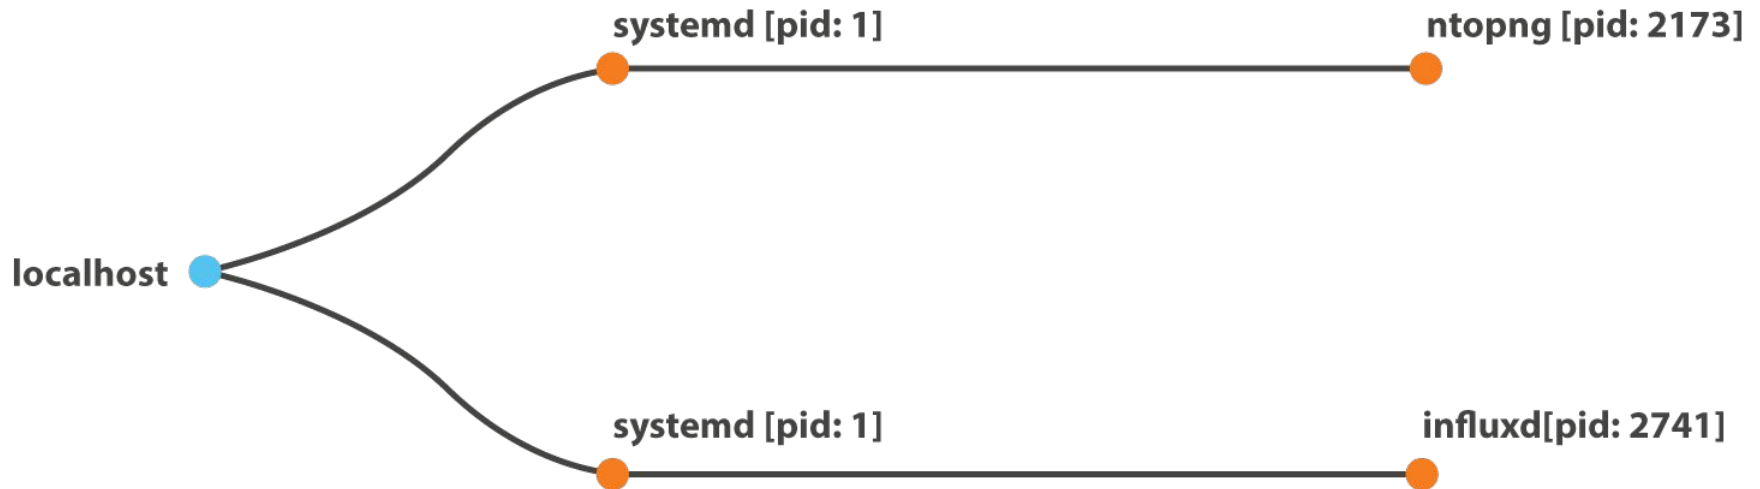 systemd [pid: 1]
ntopng [pid: 2173]
localhost
systemd [pid: 1]
influxd[pid: 2741]